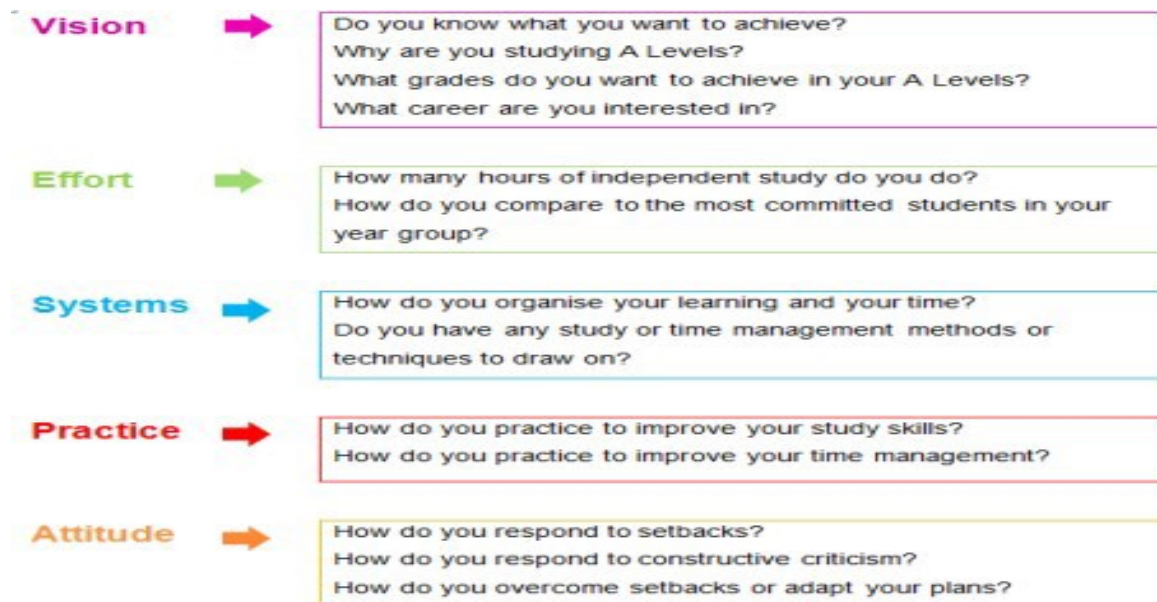 Vision
Do you know what you want to achieve?
Why are you studying A Levels?
What grades do you want to achieve in your A Levels?
What career are you interested in?
Effort
How many hours of independent study do you do?
How do you compare to the most committed students in your
year group?
Systems
How do you organise your learning and your time?
Do you have any study or time management methods or
techniques to draw on?
Practice
How do you practice to improve your study skills?
How do you practice to improve your time management?
Attitude
How do you respond to setbacks?
How do you respond to constructive criticism?
How do you overcome setbacks or adapt your plans?